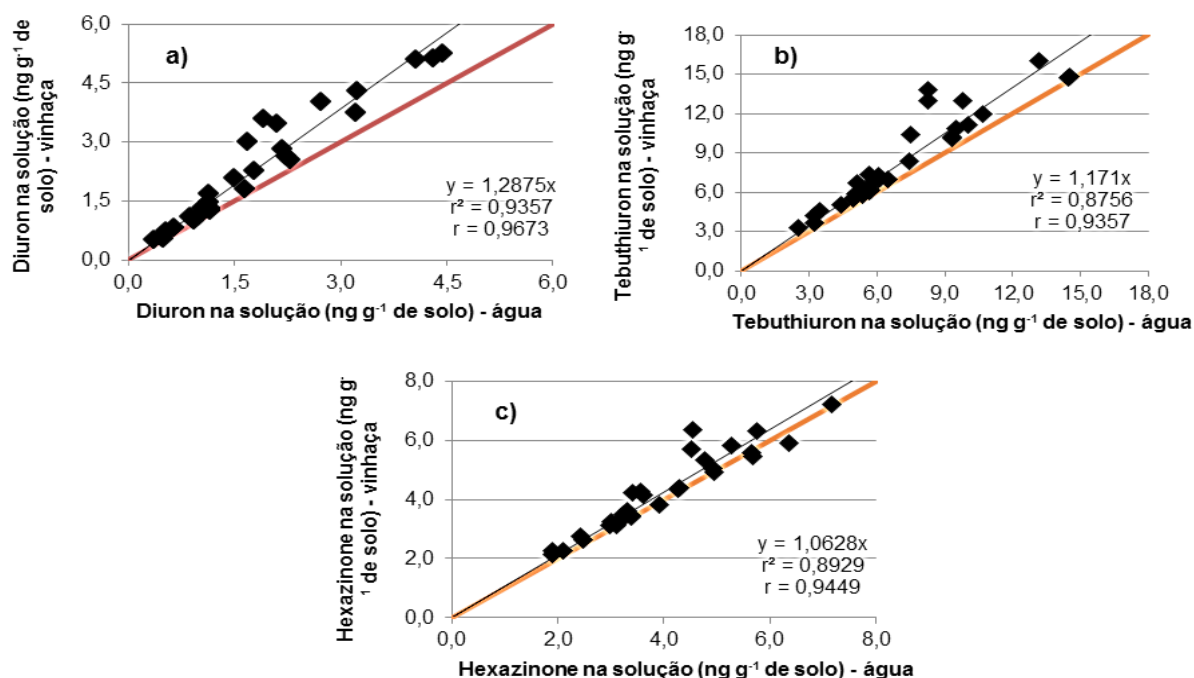 a)
Diuron na solução (ng g-1 de
solo) - vinhaça
6,0
4,5
3,0
1,5
0,0
y = 1,2875x
r² = 0,9357
r = 0,9673
0,0 1,5 3,0 4,5 6,0
Diuron na solução (ng g-1 de solo) - água
b)
Tebuthiuron na solução (ng g-
1 de solo) - vinhaça
18,0
15,0
12,0
9,0
6,0
3,0
0,0
y = 1,171x
r² = 0,8756
r = 0,9357
0,0 3,0 6,0 9,0 12,0 15,0 18,0
Tebuthiuron na solução (ng g-1 de solo) - água
c)
Hexazinone na solução (ng g-
1 de solo) - vinhaça
8,0
6,0
4,0
2,0
0,0
y = 1,0628x
r² = 0,8929
r = 0,9449
0,0 2,0 4,0 6,0 8,0
Hexazinone na solução (ng g-1 de solo) - água